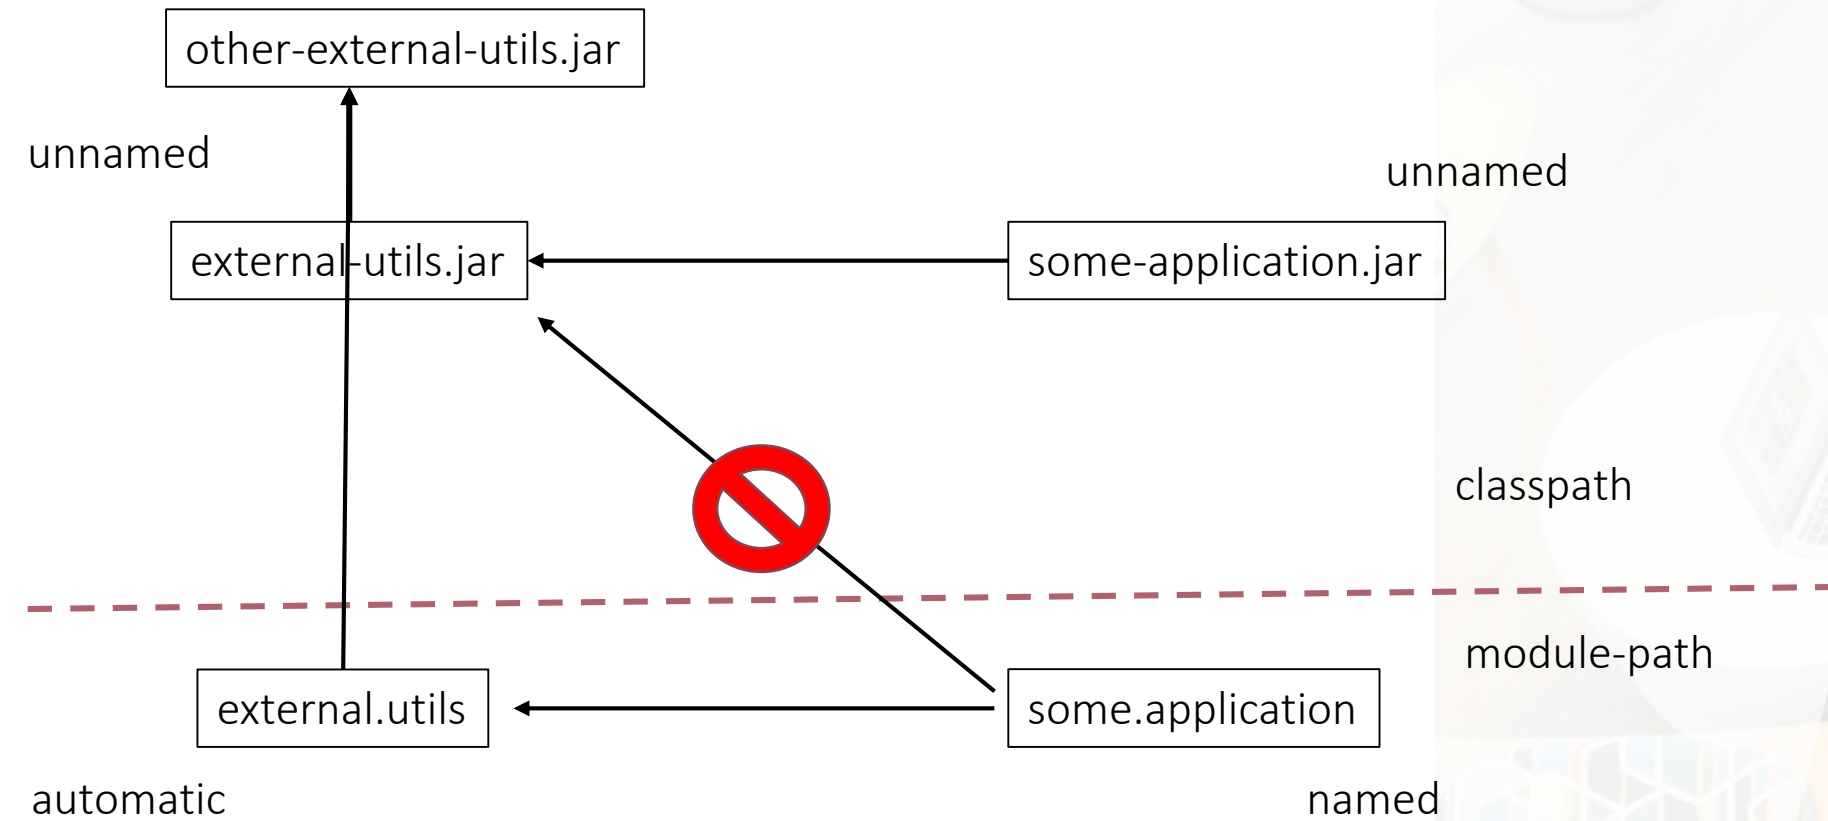 other-external-utils.jar
unnamed
unnamed
external-utils.jar
some-application.jar
classpath
module-path
external.utils
some.application
automatic
named